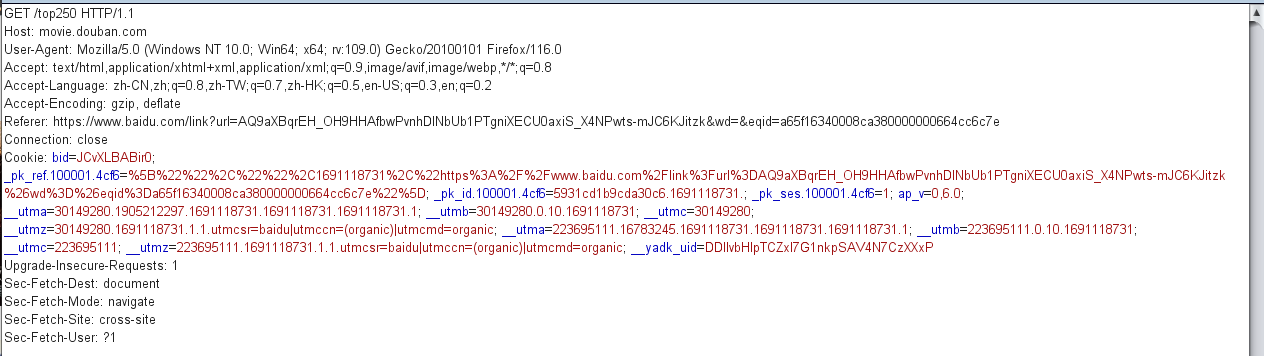 GET /top250 HTTP/1.1
Host: movie.douban.com
User-Agent: Mozilla/5.0 (Windows NT 10.0; Win64; x64; rv:109.0) Gecko/20100101 Firefox/116.0
Accept: text/html,application/xhtml+xml,application/xml;q=0.9,image/avif,image/webp,*/*;q=0.8
Accept-Language: zh-CN,zh;q=0.8,zh-TW;q=0.7,zh-HK;q=0.5,en-US;q=0.3,en;q=0.2
Accept-Encoding: gzip, deflate
Referer: https://www.baidu.com/link?url=AQ9aXBqrEH_OH9HHAfbwPvnhDINbUb1PTgniXECU0axiS_X4NPwts-mJC6KJitzk&wd=&eqid=a65f16340008ca380000000664cc6c7e
Connection: close
Cookie: bid=JCvXLBABir0;
_pk_ref.100001.4cf6=%5B%22%22%2C%22%22%2C1691118731%2C%22https%3A%2F%2Fwww.baidu.com%2Flink%3Furl%3DAQ9aXBqrEH_OH9HHAfbwPvnhDINbUb1PTgniXECU0axiS_X4NPwts-mJC6KJitzk
%26wd%3D%26eqid%3Da65f16340008ca380000000664cc6c7e%22%5D; _pk_id.100001.4cf6=5931cd1b9cda30c6.1691118731.; _pk_ses.100001.4cf6=1; ap_v=0,6.0;
__utma=30149280.1905212297.1691118731.1691118731.1691118731.1; __utmb=30149280.0.10.1691118731; __utmc=30149280;
__utmz=30149280.1691118731.1.1.utmcsr=baidu|utmccn=(organic)|utmcmd=organic; __utma=223695111.16783245.1691118731.1691118731.1691118731.1; __utmb=223695111.0.10.1691118731;
__utmc=223695111; __utmz=223695111.1691118731.1.1.utmcsr=baidu|utmccn=(organic)|utmcmd=organic; __yadk_uid=DDIlvbHlpTCZxI7G1nkpSAV4N7CzXXxP
Upgrade-Insecure-Requests: 1
Sec-Fetch-Dest: document
Sec-Fetch-Mode: navigate
Sec-Fetch-Site: cross-site
Sec-Fetch-User: ?1